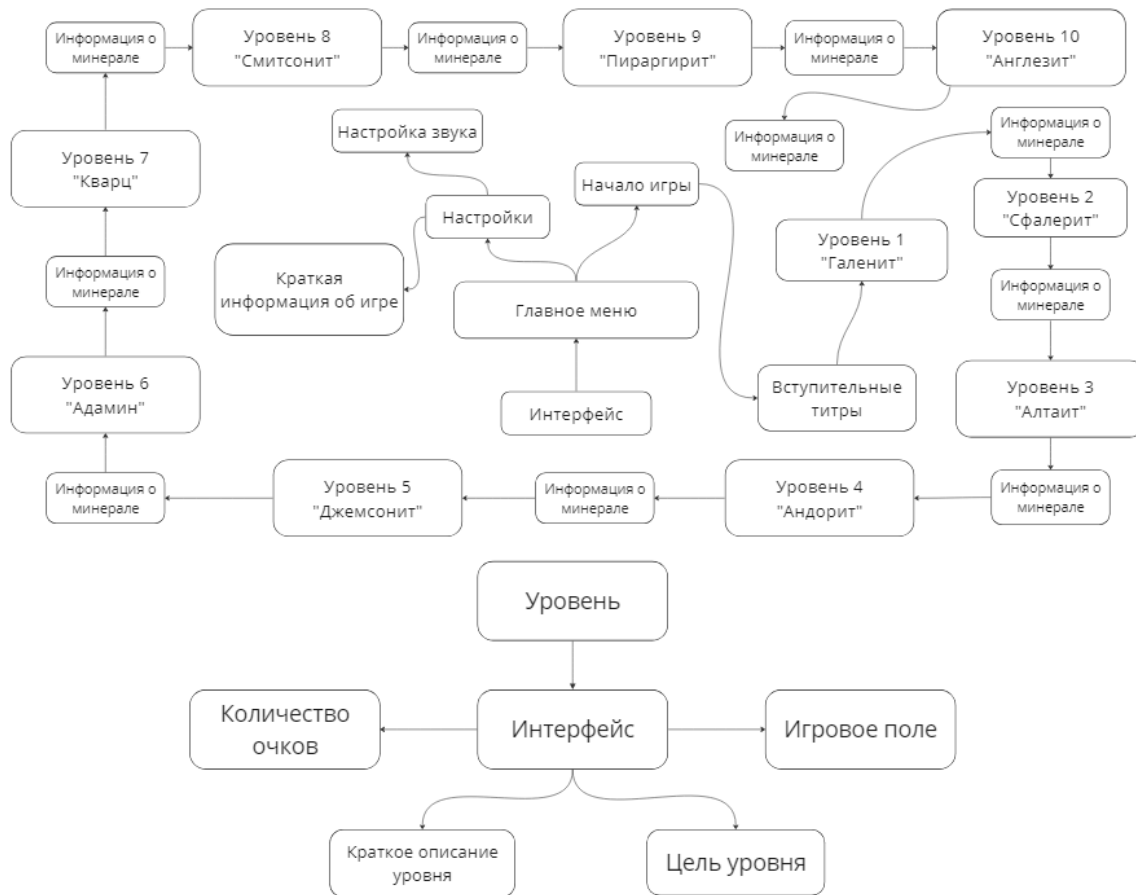 Информация о
минерале
Уровень 8
"Смитсонит"
Информация о
минерале
Уровень 9
"Пираргирит"
Информация о
минерале
Уровень 10
"Англезит"
Информация о
минерале
Уровень 7
"Кварц"
Настройка звука
Начало игры
Настройки
Информация о
минерале
Уровень 2
"Сфалерит"
Уровень 1
"Галенит"
Информация о
минерале
Краткая
информация об игре
Главное меню
Информация о
минерале
Уровень 6
"Адамин"
Интерфейс
Вступительные
титры
Уровень 3
"Алтаит"
Информация о
минерале
Уровень 5
"Джемсонит"
Информация о
минерале
Уровень 4
"Андорит"
Информация о
минерале
Уровень
Количество
очков
Интерфейс
Игровое поле
Краткое описание
уровня
Цель уровня